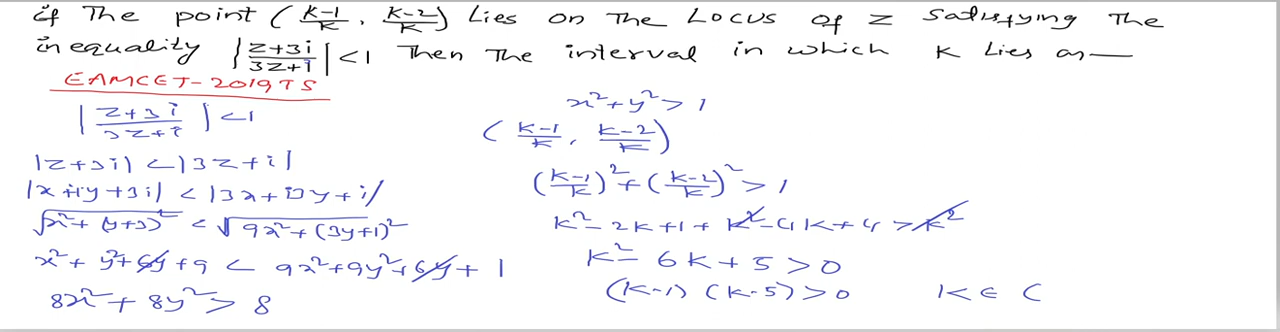 if The point ( K-1/K , K-2/K ) Lies on The Locus of Z Satisfying The
inequality | Z+3i / 3Z+i | < 1 Then The interval in which K Lies on —
EAMCET-2019 TS
| Z+3i / 3Z+i | < 1
|Z+3i| < |3Z+i|
|x+iy+3i| < |3x+i3y+i|
√x²+(y+3)² < √9x²+(3y+1)²
x²+y²+6y+9 < 9x²+9y²+6y+1
8x²+8y² > 8
x²+y² > 1
( K-1/K , K-2/K )
(K-1/K)² + (K-2/K)² > 1
K²-2K+1+K²-4K+4 > K²
K²-6K+5 > 0
(K-1) (K-5) > 0 K ∈ (